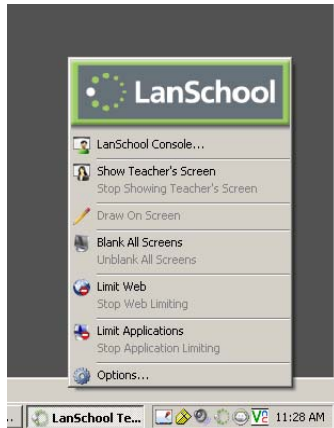 LanSchool
LanSchool Console...
Show Teacher's Screen
Stop Showing Teacher's Screen
Draw On Screen
Blank All Screens
Unblank All Screens
Limit Web
Stop Web Limiting
Limit Applications
Stop Application Limiting
Options...
.. LanSchool Te... V2 11:28 AM